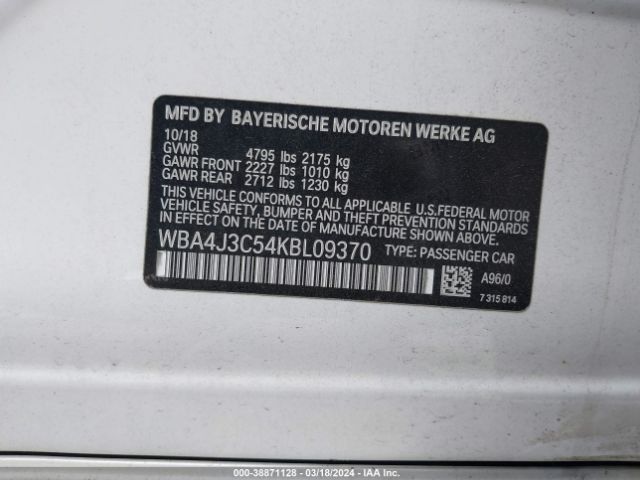 MFD BY BAYERISCHE MOTOREN WERKE AG
10/18
GVWR 4795 lbs 2175 kg
GAWR FRONT 2227 lbs 1010 kg
GAWR REAR 2712 lbs 1230 kg
THIS VEHICLE CONFORMS TO ALL APPLICABLE U.S.FEDERAL MOTOR
VEHICLE SAFETY, BUMPER AND THEFT PREVENTION STANDARDS
IN EFFECT ON THE DATE OF MANUFACTURE SHOWN ABOVE.
WBA4J3C54KBL09370 TYPE: PASSENGER CAR
A96/0
7 315 814
000-38871128 - 03/18/2024 - IAA Inc.